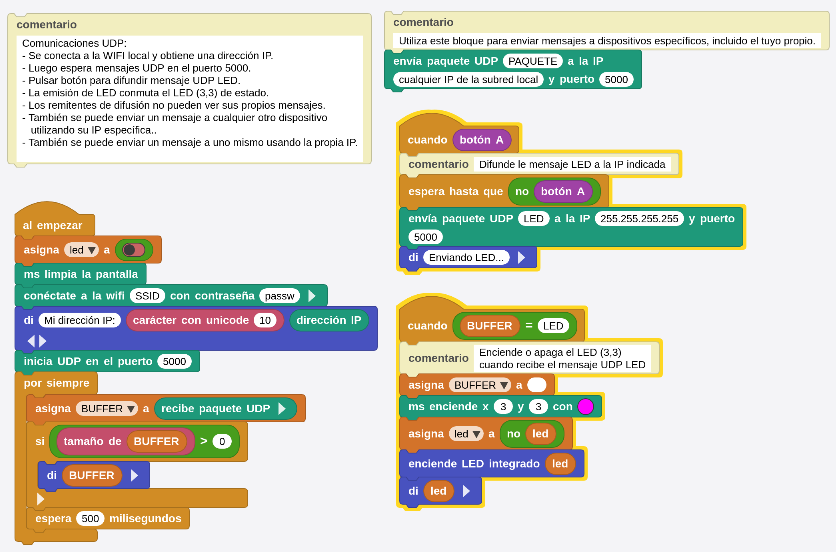 comentario
Comunicaciones UDP:
- Se conecta a la WIFI local y obtiene una dirección IP.
- Luego espera mensajes UDP en el puerto 5000.
- Pulsar botón para difundir mensaje UDP LED.
- La emisión de LED conmuta el LED (3,3) de estado.
- Los remitentes de difusión no pueden ver sus propios mensajes.
- También se puede enviar un mensaje a cualquier otro dispositivo
utilizando su IP específica..
- También se puede enviar un mensaje a uno mismo usando la propia IP.
comentario
Utiliza este bloque para enviar mensajes a dispositivos específicos, incluido el tuyo propio.
envía paquete UDP PAQUETE a la IP
cualquier IP de la subred local y puerto 5000
cuando botón A
comentario Difunde le mensaje LED a la IP indicada
espera hasta que no botón A
envía paquete UDP LED a la IP 255.255.255.255 y puerto
5000
di Enviando LED...
al empezar
asigna led a
ms limpia la pantalla
conéctate a la wifi SSID con contraseña passw
di Mi dirección IP: carácter con unicode 10 dirección IP
inicia UDP en el puerto 5000
por siempre
asigna BUFFER a recibe paquete UDP
si tamaño de BUFFER > 0
di BUFFER
espera 500 milisegundos
cuando BUFFER = LED
comentario Enciende o apaga el LED (3,3)
cuando recibe el mensaje UDP LED
asigna BUFFER a
ms enciende x 3 y 3 con
asigna led a no led
enciende LED integrado led
di led